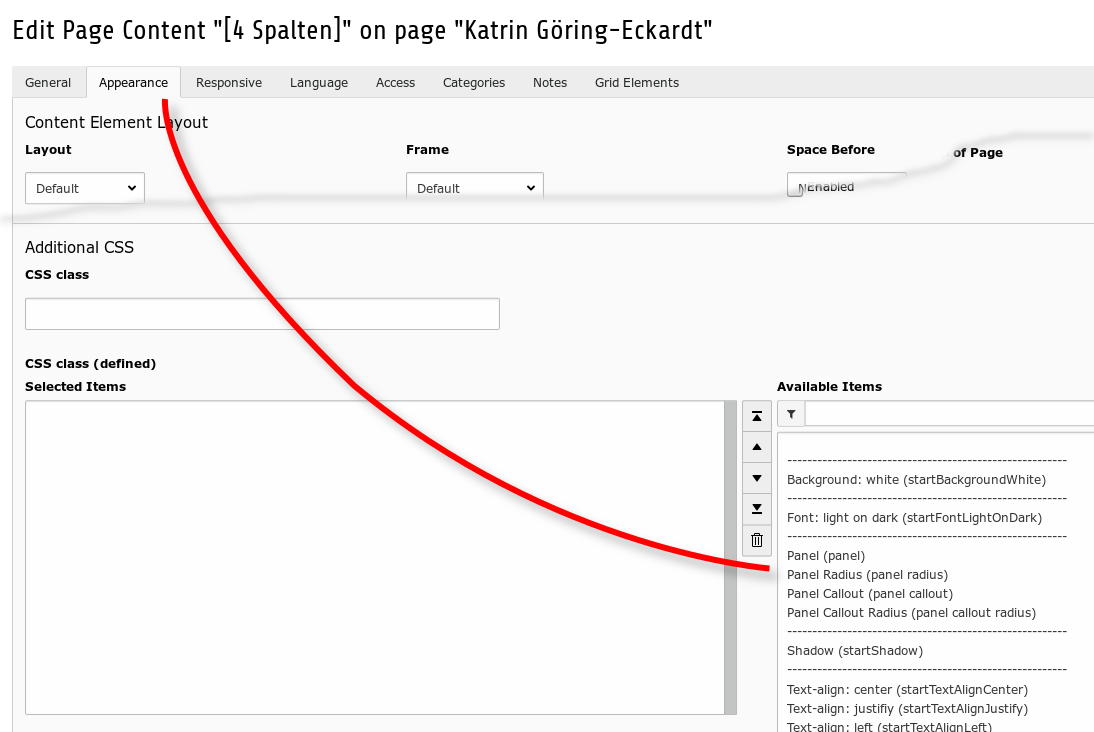 Edit Page Content "[4 Spalten]" on page "Katrin Göring-Eckardt"
General Appearance Responsive Language Access Categories Notes Grid Elements
Content Element Layout
Layout Frame Space Before of Page
Default Default Enabled
Additional CSS
CSS class
CSS class (defined)
Selected Items Available Items
--------------------------------------------------------
Background: white (startBackgroundWhite)
--------------------------------------------------------
Font: light on dark (startFontLightOnDark)
--------------------------------------------------------
Panel (panel)
Panel Radius (panel radius)
Panel Callout (panel callout)
Panel Callout Radius (panel callout radius)
--------------------------------------------------------
Shadow (startShadow)
--------------------------------------------------------
Text-align: center (startTextAlignCenter)
Text-align: justifiy (startTextAlignJustify)
Text-align: left (startTextAlignLeft)